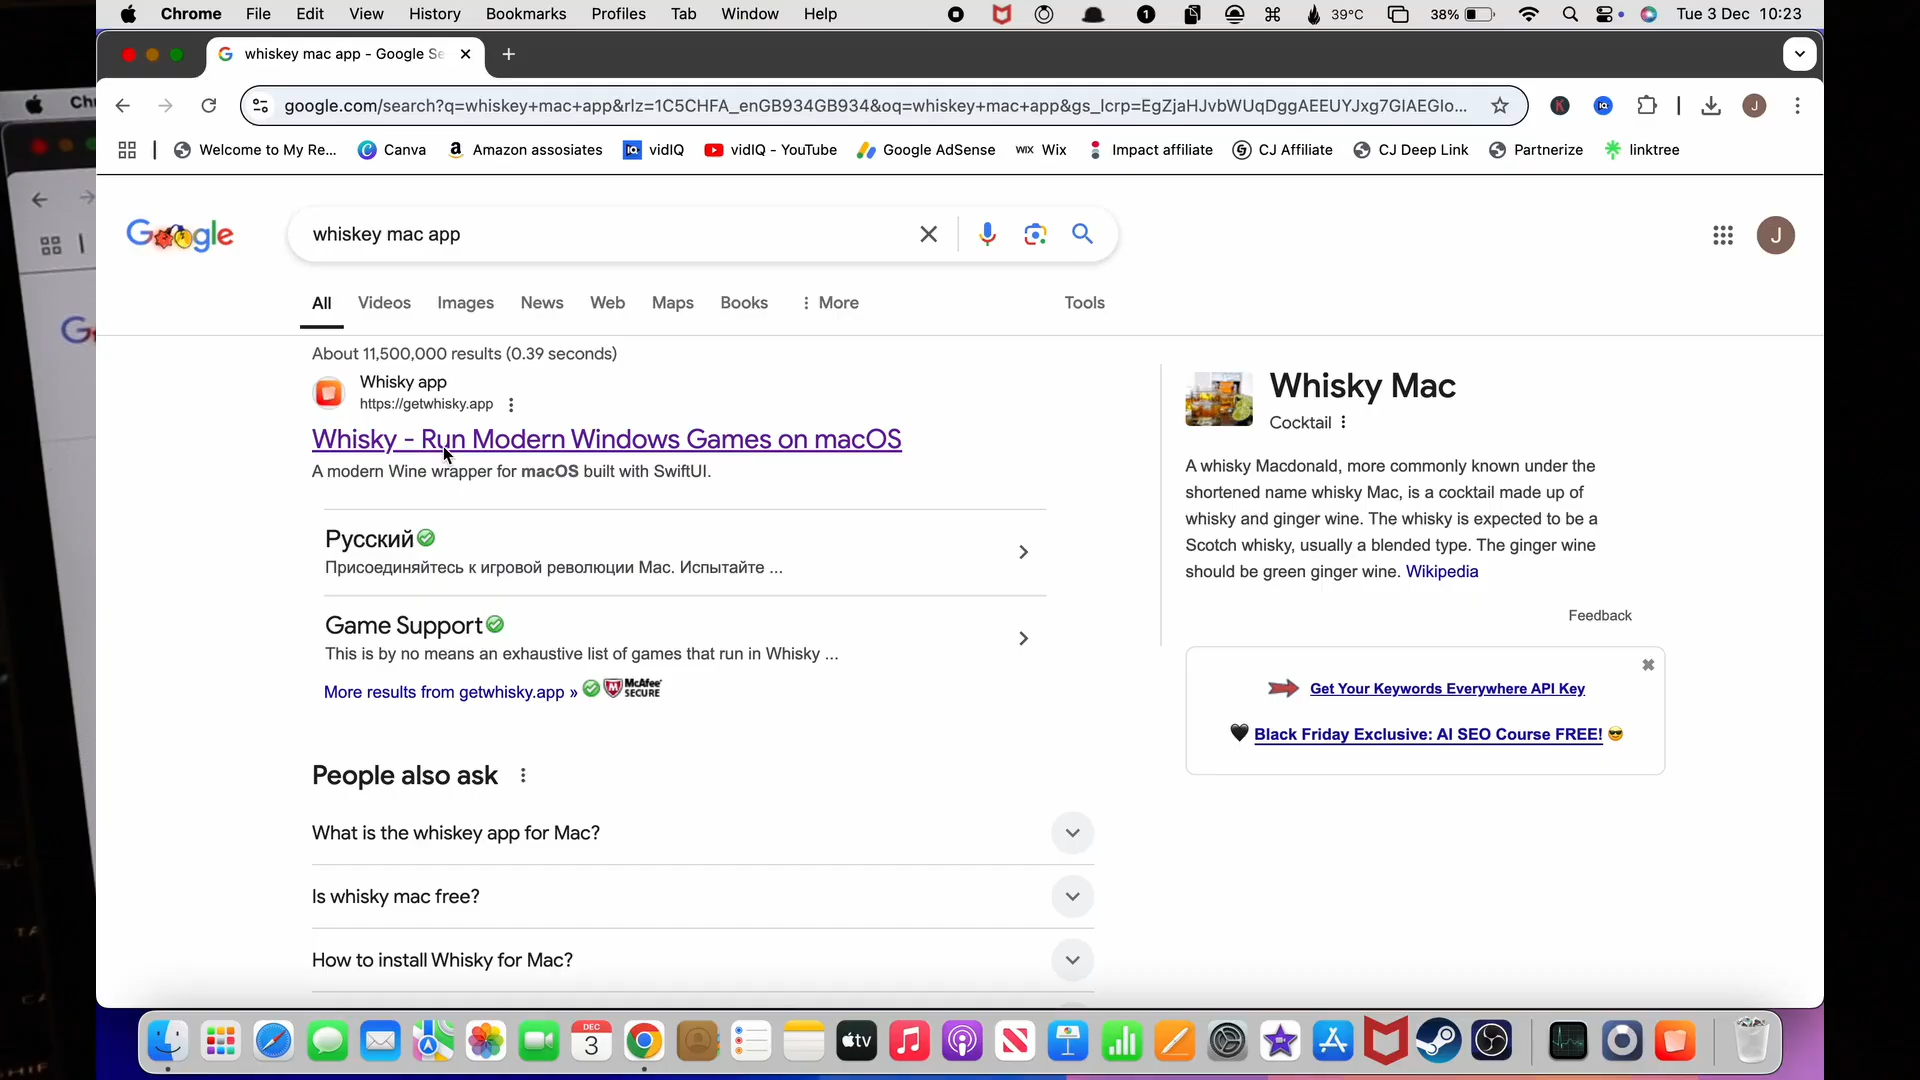 Chrome File Edit View History Bookmarks Profiles Tab Window Help 1 39°C 38% Tue 3 Dec 10:23
whiskey mac app - Google Se
google.com/search?q=whiskey+mac+app&rlz=1C5CHFA_enGB934GB934&oq=whiskey+mac+app&gs_lcrp=EgZjaHJvbWUqDggAEEUYJxg7GIAEGIo... K J
Welcome to My Re... Canva Amazon assosiates vidIQ vidIQ - YouTube Google AdSense WIX Wix Impact affiliate CJ Affiliate CJ Deep Link Partnerize linktree
Google whiskey mac app J
All Videos Images News Web Maps Books More Tools
About 11,500,000 results (0.39 seconds)
Whisky app
https://getwhisky.app
Whisky - Run Modern Windows Games on macOS
A modern Wine wrapper for macOS built with SwiftUI.
Русский
Присоединяйтесь к игровой революции Mac. Испытайте ...
Game Support
This is by no means an exhaustive list of games that run in Whisky ...
More results from getwhisky.app » McAfee SECURE
People also ask
What is the whiskey app for Mac?
Is whisky mac free?
How to install Whisky for Mac?
Whisky Mac
Cocktail
A whisky Macdonald, more commonly known under the
shortened name whisky Mac, is a cocktail made up of
whisky and ginger wine. The whisky is expected to be a
Scotch whisky, usually a blended type. The ginger wine
should be green ginger wine. Wikipedia
Feedback
Get Your Keywords Everywhere API Key
Black Friday Exclusive: AI SEO Course FREE!
DEC
3
tv